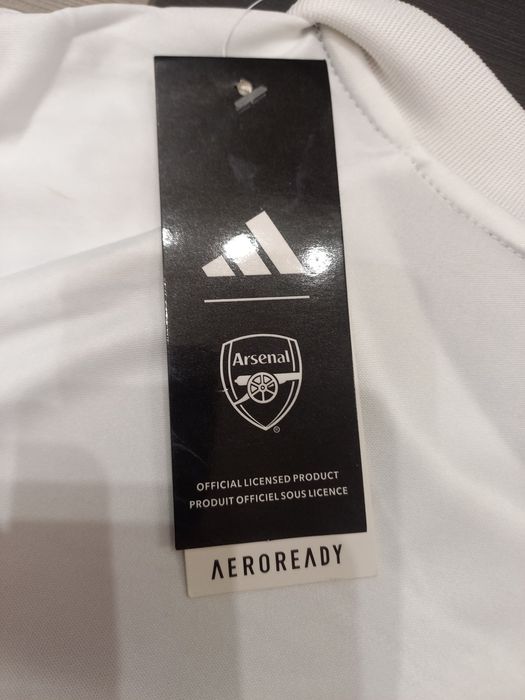 Arsenal
®
OFFICIAL LICENSED PRODUCT
PRODUIT OFFICIEL SOUS LICENCE
AEROREADY